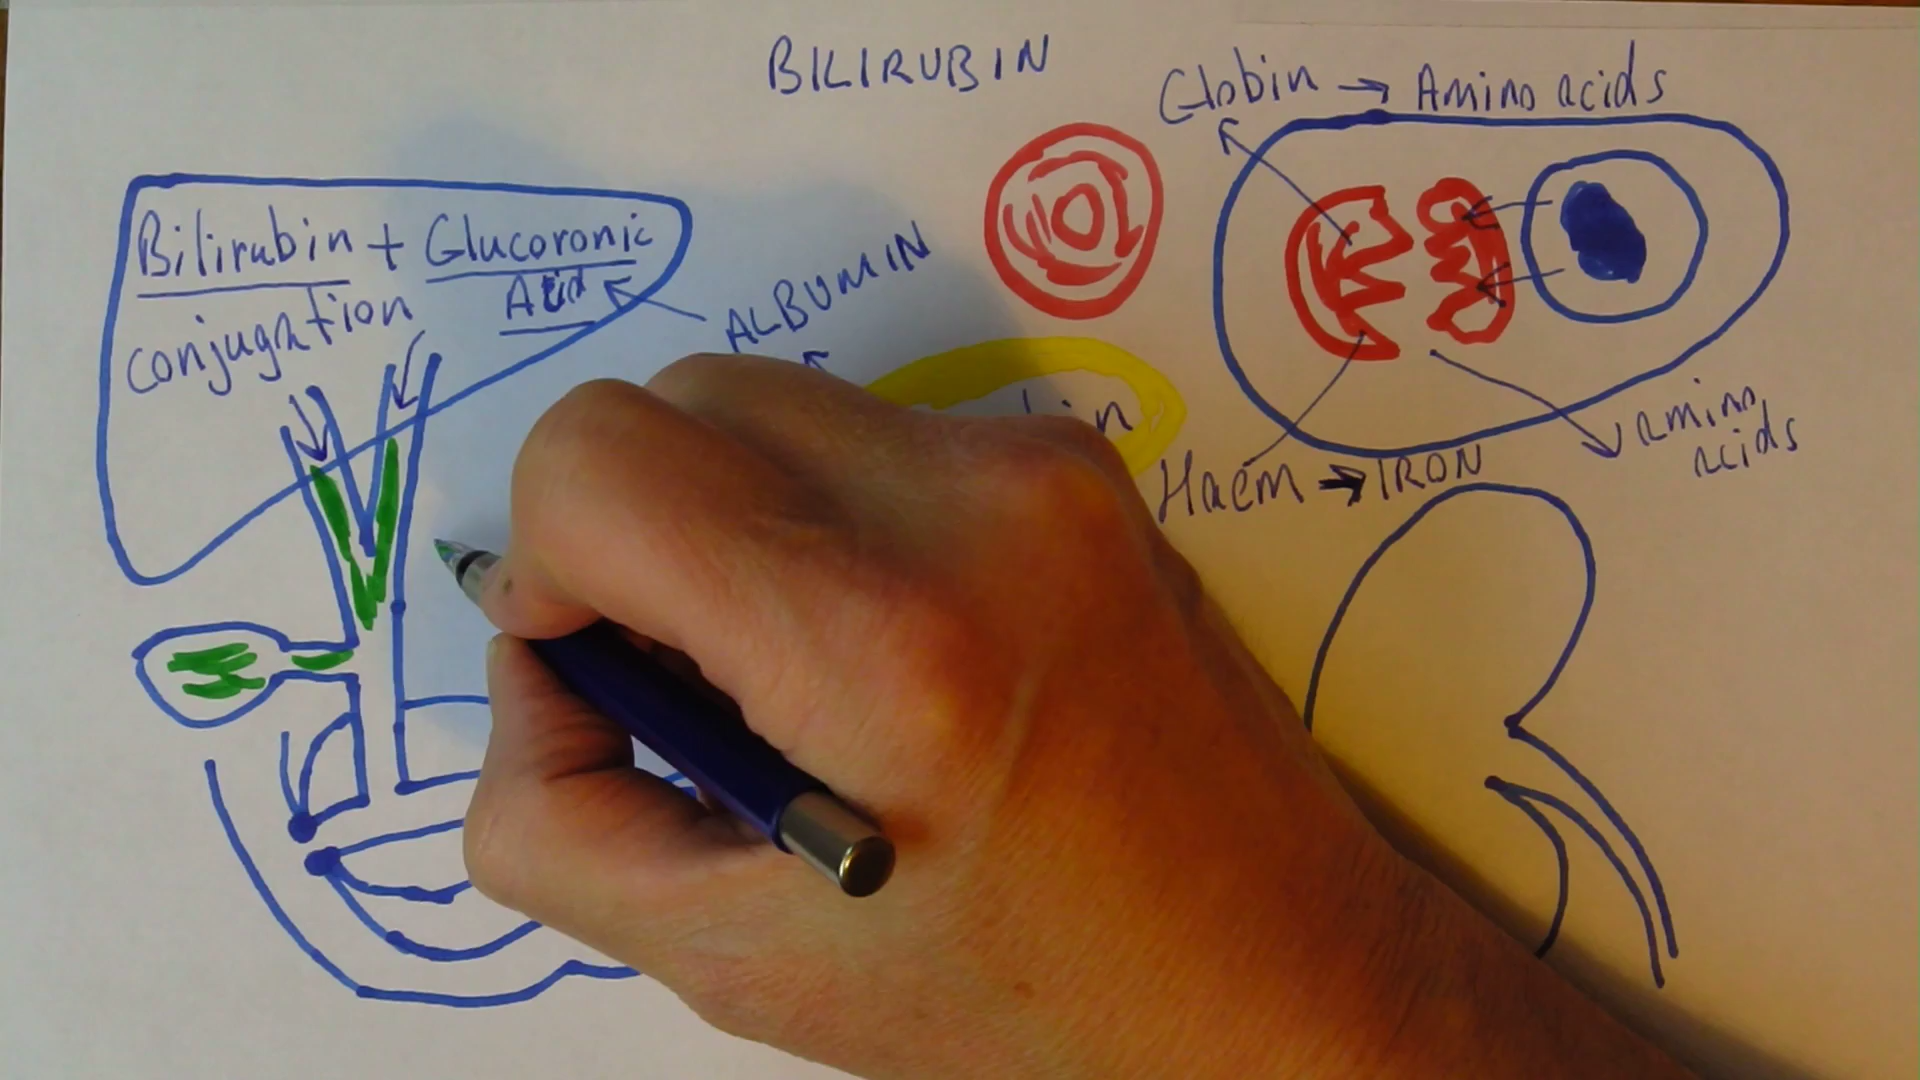 BILIRUBIN
Globin → Amino acids
Bilirubin + Glucoronic
Acid
conjugation
ALBUMIN
Haem → IRON
amino
acids